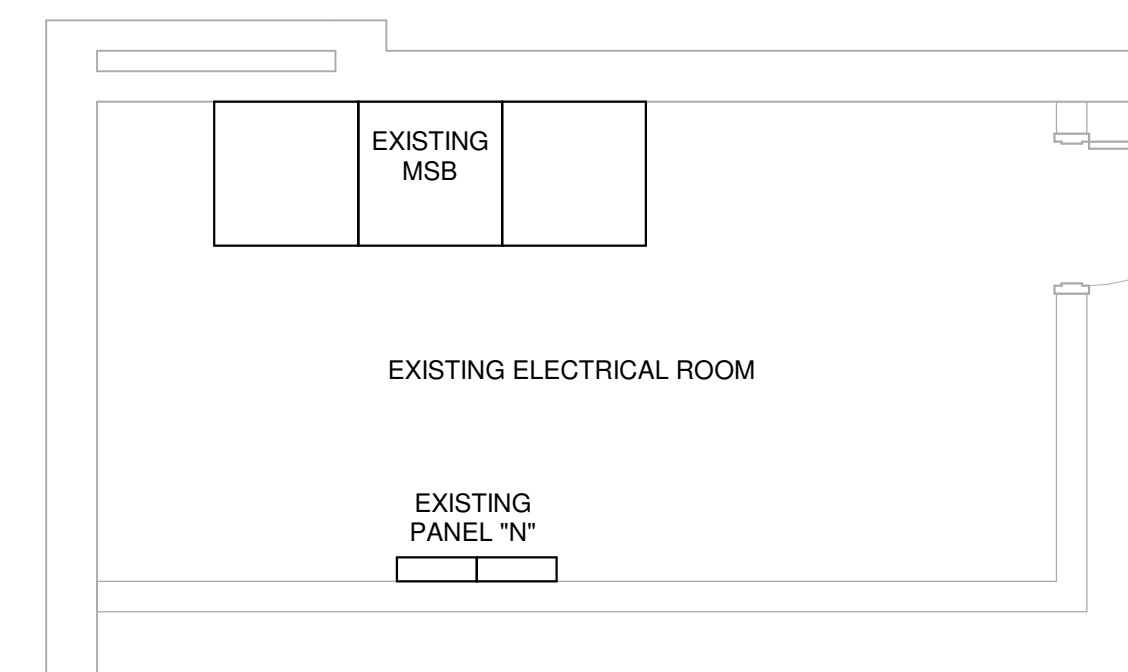 EXISTING
MSB
EXISTING ELECTRICAL ROOM
EXISTING
PANEL "N"